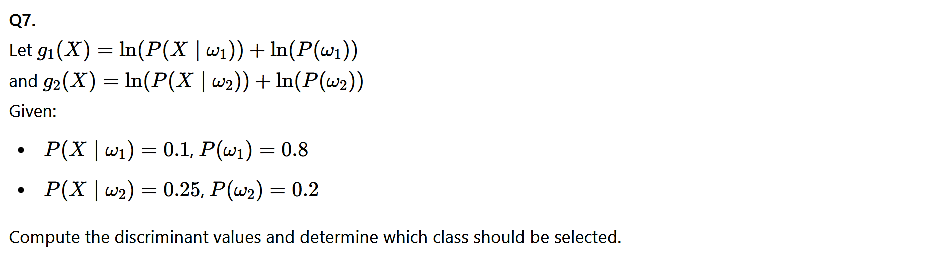 Q7.
Let g₁(X) = ln(P(X | ω₁)) + ln(P(ω₁))
and g₂(X) = ln(P(X | ω₂)) + ln(P(ω₂))
Given:
• P(X | ω₁) = 0.1, P(ω₁) = 0.8
• P(X | ω₂) = 0.25, P(ω₂) = 0.2
Compute the discriminant values and determine which class should be selected.